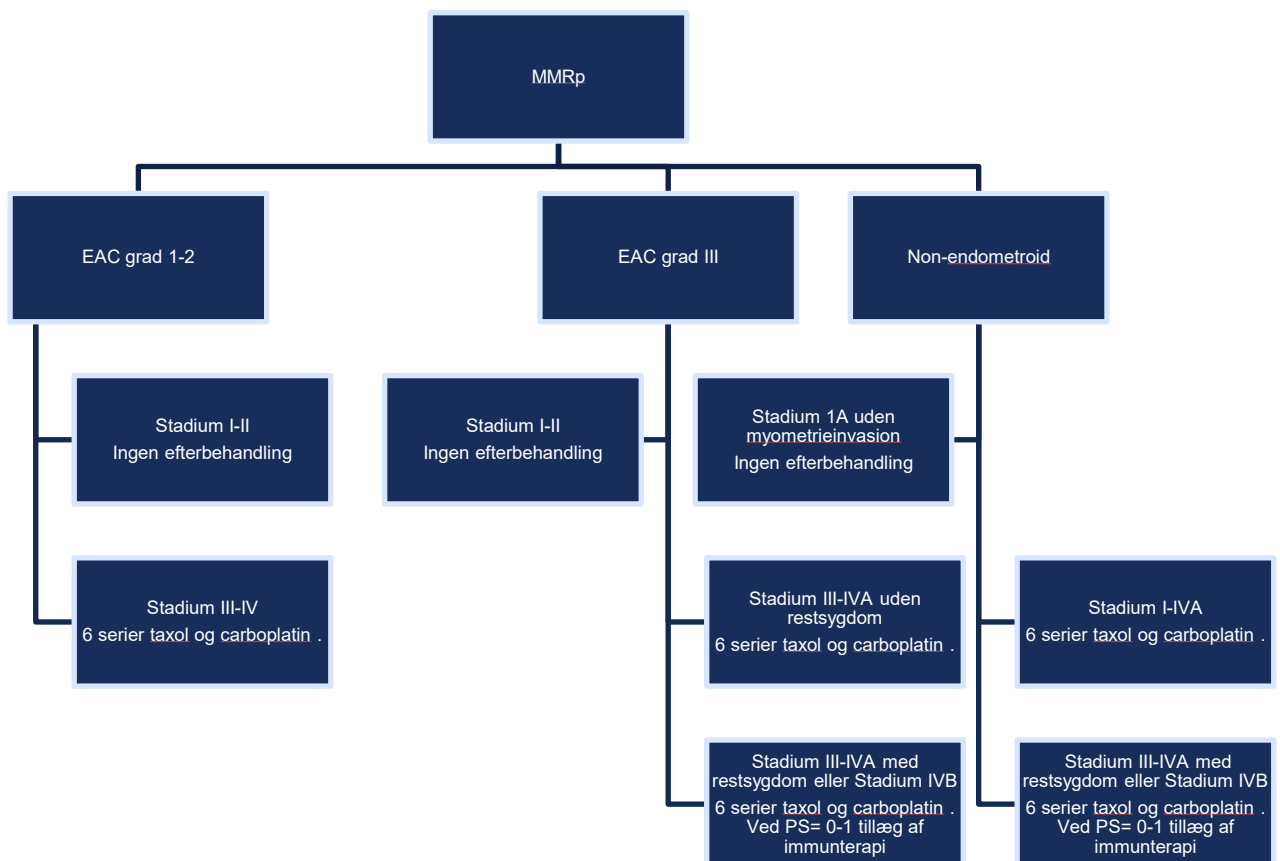 MMRp
EAC grad 1-2
EAC grad III
Non-endometroid
Stadium I-II
Ingen efterbehandling
Stadium I-II
Ingen efterbehandling
Stadium 1A uden
myometrieinvasion
Ingen efterbehandling
Stadium III-IV
6 serier taxol og carboplatin .
Stadium III-IVA uden
restsygdom
6 serier taxol og carboplatin .
Stadium I-IVA
6 serier taxol og carboplatin .
Stadium III-IVA med
restsygdom eller Stadium IVB
6 serier taxol og carboplatin .
Ved PS= 0-1 tillæg af
immunterapi
Stadium III-IVA med
restsygdom eller Stadium IVB
6 serier taxol og carboplatin .
Ved PS= 0-1 tillæg af
immunterapi